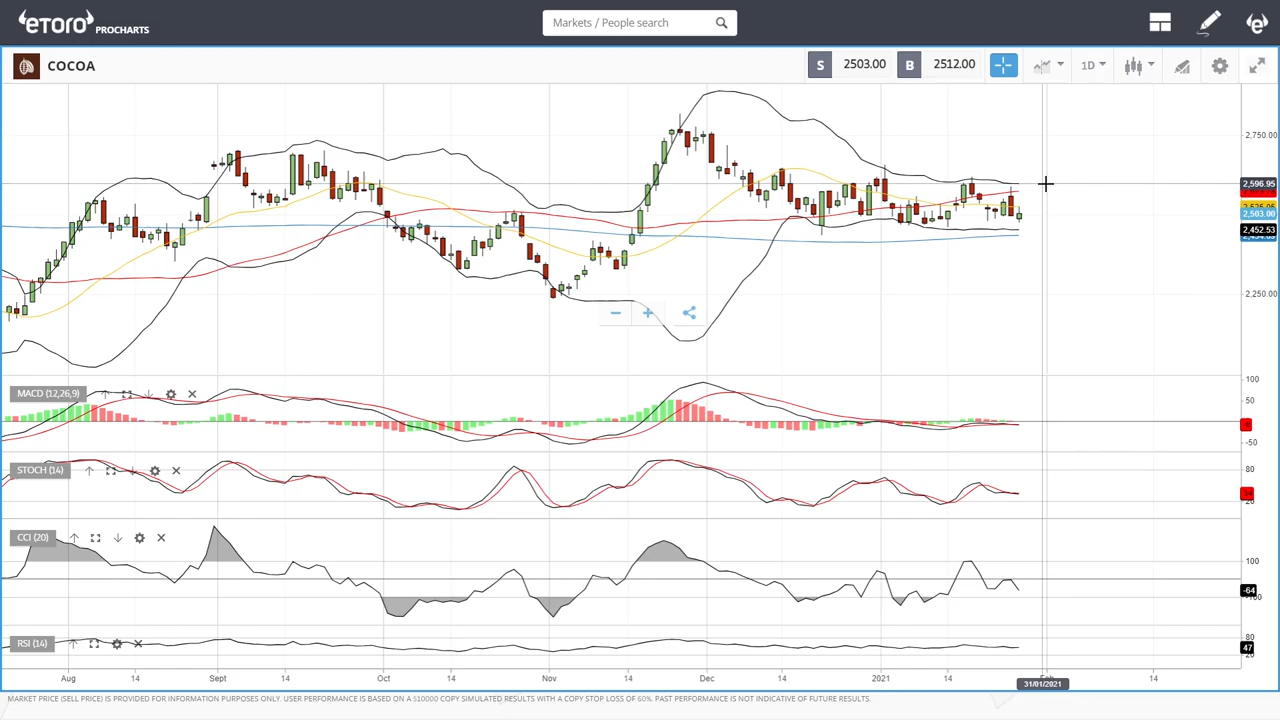 eTORO PROCHARTS
Markets / People search
COCOA
S 2503.00 B 2512.00 1D
2,750.00
2,596.95
2,503.00
2,452.53
2,250.00
MACD (12,26,9)
100
50
-50
STOCH (14)
80
20
CCI (20)
100
-64
-100
RSI (14)
80
47
20
Aug 14 Sept 14 Oct 14 Nov 14 Dec 14 2021 14 14
31/01/2021
MARKET PRICE (SELL PRICE) IS PROVIDED FOR INFORMATION PURPOSES ONLY. USER PERFORMANCE IS BASED ON A $10000 COPY SIMULATED RESULTS WITH A COPY STOP LOSS OF 60%. PAST PERFORMANCE IS NOT INDICATIVE OF FUTURE RESULTS.